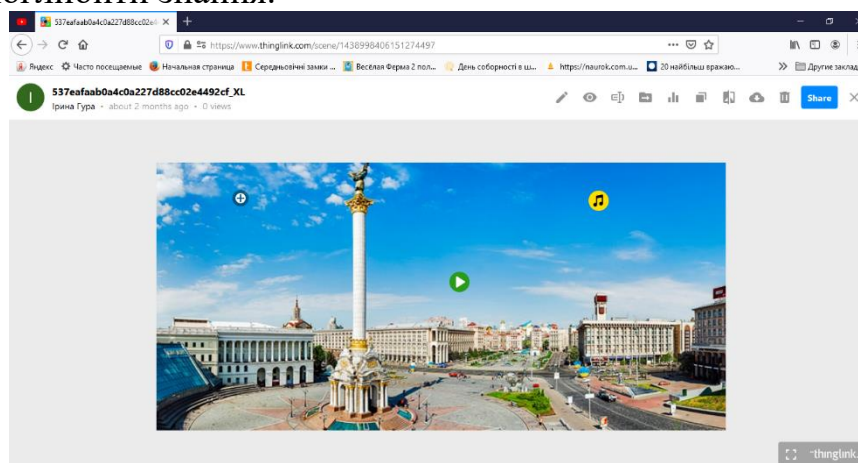 537eafaab0a4c0a227d88cc02e4
https://www.thinglink.com/scene/1438998406151274497
Яндекс Часто посещаемые Начальная страница Середньовічні замки ... Весёлая Ферма 2 пол... День соборності в ш... https://naurok.com.u... 20 найбільш вражаю... Другие заклад
І 537eafaab0a4c0a227d88cc02e4492cf_XL
Ірина Гура • about 2 months ago • 0 views
Share
thinglink.